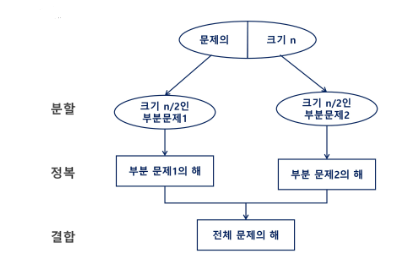 문제의 크기 n
분할
크기 n/2인
부분문제1
크기 n/2인
부분문제2
정복
부분 문제1의 해
부분 문제2의 해
결합
전체 문제의 해